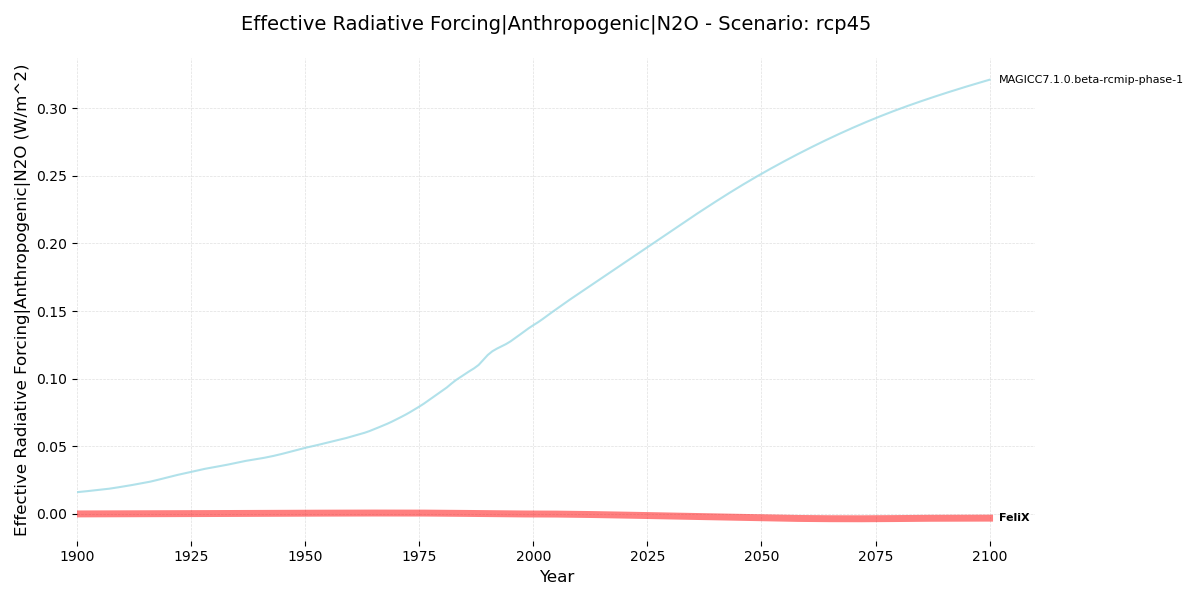 Effective Radiative Forcing|Anthropogenic|N2O - Scenario: rcp45
Effective Radiative Forcing|Anthropogenic|N2O (W/m^2)
0.30
0.25
0.20
0.15
0.10
0.05
0.00
MAGICC7.1.0.beta-rcmip-phase-1
FeliX
1900 1925 1950 1975 2000 2025 2050 2075 2100
Year